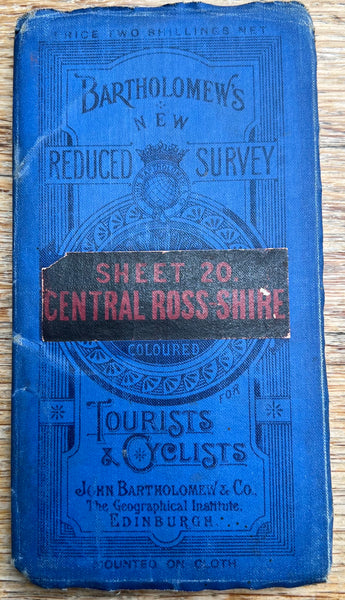 PRICE TWO SHILLINGS NET
BARTHOLOMEW'S
NEW
REDUCED SURVEY
SHEET 20.
CENTRAL ROSS-SHIRE
COLOURED
FOR
TOURISTS
& CYCLISTS
JOHN BARTHOLOMEW & CO.,
The Geographical Institute,
EDINBURGH.
MOUNTED ON CLOTH